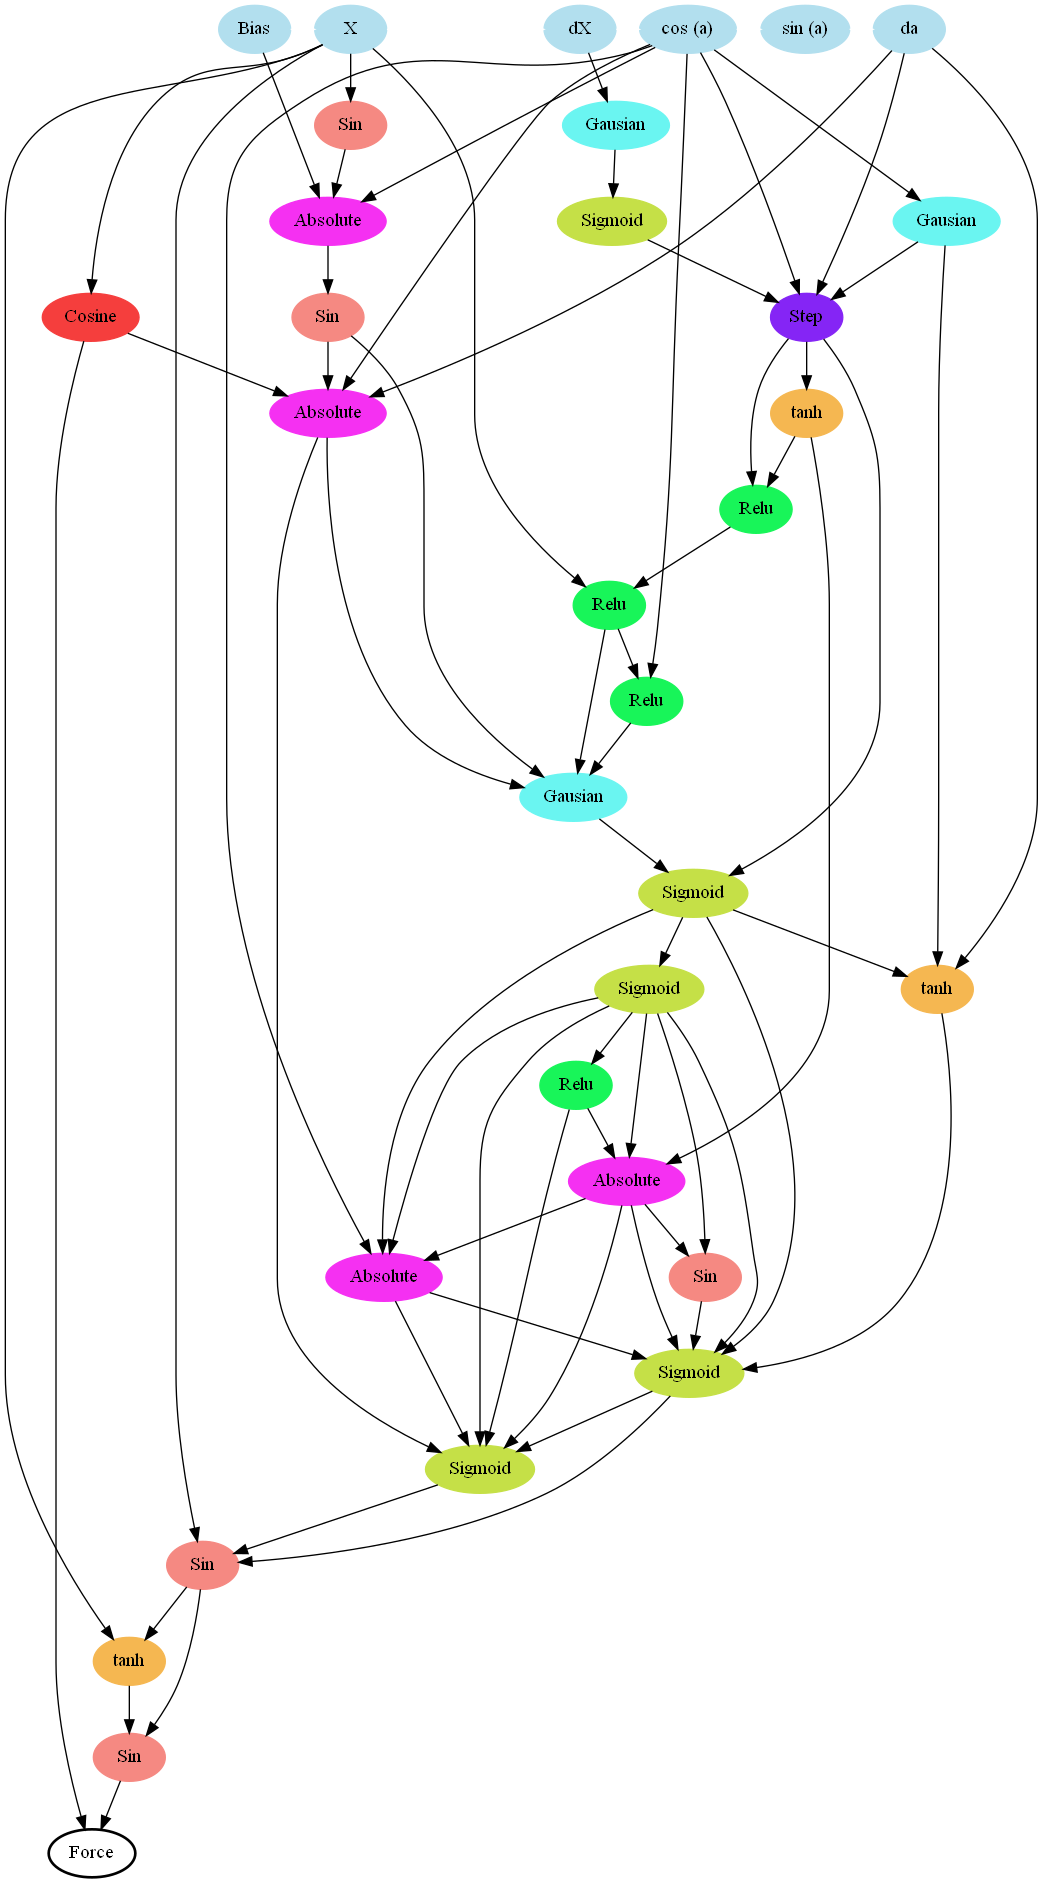 Bias
X
dX
cos (a)
sin (a)
da
Sin
Gausian
Absolute
Sigmoid
Gausian
Cosine
Sin
Step
Absolute
tanh
Relu
Relu
Relu
Gausian
Sigmoid
Sigmoid
tanh
Relu
Absolute
Absolute
Sin
Sigmoid
Sigmoid
Sin
tanh
Sin
Force